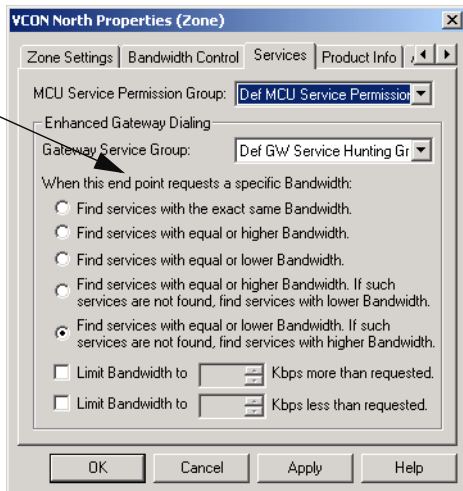 VCON North Properties (Zone)
Zone Settings Bandwidth Control Services Product Info
MCU Service Permission Group: Def MCU Service Permission
Enhanced Gateway Dialing
Gateway Service Group: Def GW Service Hunting Gr
When this end point requests a specific Bandwidth:
Find services with the exact same Bandwidth.
Find services with equal or higher Bandwidth.
Find services with equal or lower Bandwidth.
Find services with equal or higher Bandwidth. If such
services are not found, find services with lower Bandwidth.
Find services with equal or lower Bandwidth. If such
services are not found, find services with higher Bandwidth.
Limit Bandwidth to Kbps more than requested.
Limit Bandwidth to Kbps less than requested.
OK Cancel Apply Help